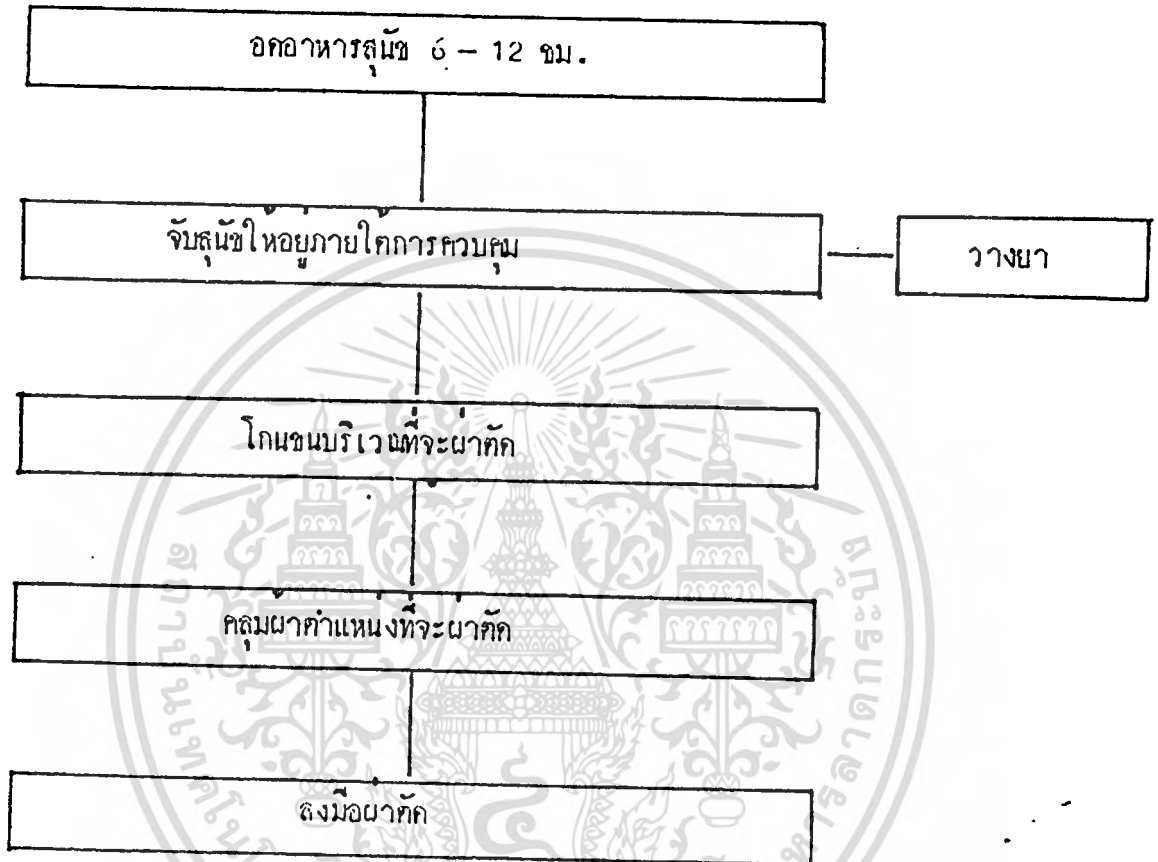 อดอาหารสุนัข 6 - 12 ชม.
จับสุนัขให้อยู่ภายใต้การควบคุม
วางยา
โกนขนบริเวณที่จะผ่าตัด
คลุมผ้าตำแหน่งที่จะผ่าตัด
ลงมือผ่าตัด